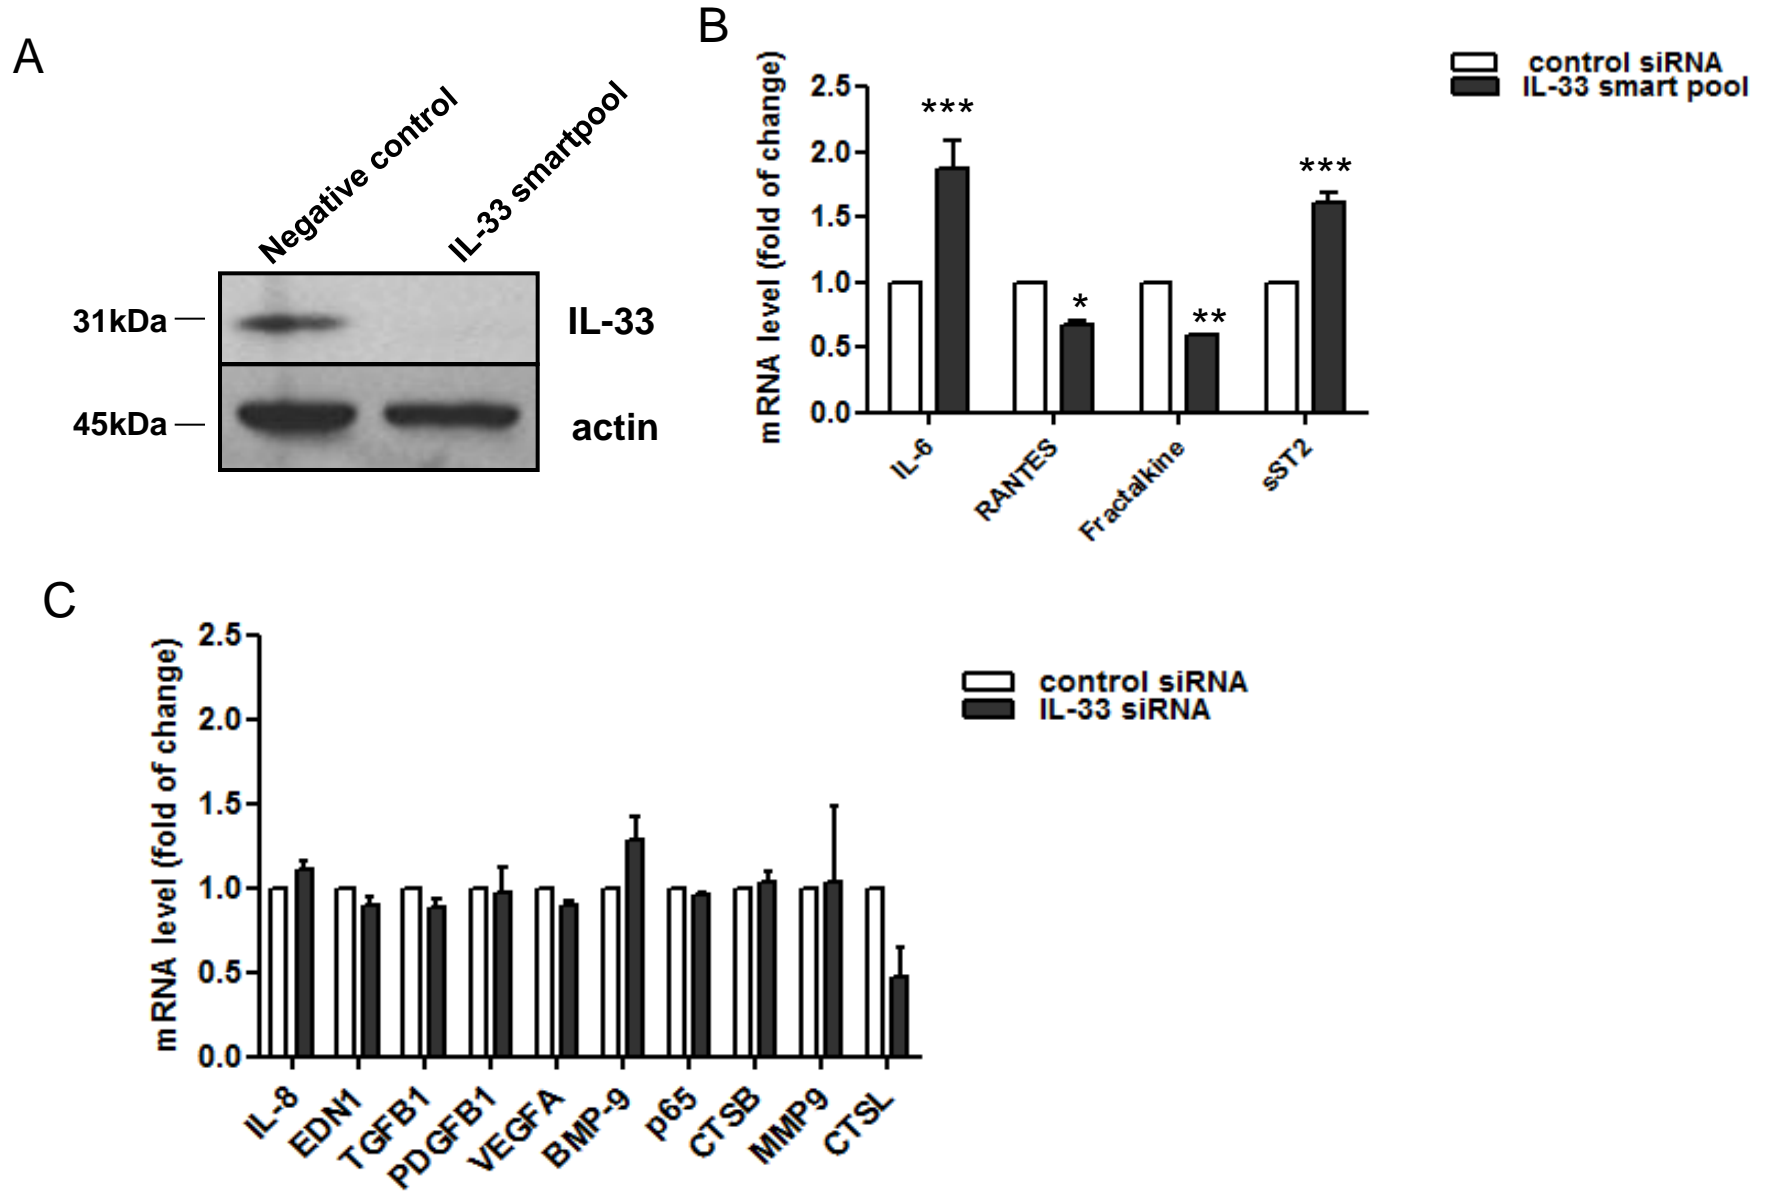 A
Negative control
IL-33 smartpool
31kDa
IL-33
45kDa
actin
B
mRNA level (fold of change)
2.5
2.0
1.5
1.0
0.5
0.0
***
*
**
***
IL-6
RANTES
Fractalkine
sST2
control siRNA
IL-33 smart pool
C
mRNA level (fold of change)
2.5
2.0
1.5
1.0
0.5
0.0
IL-8
EDN1
TGFB1
PDGFB1
VEGFA
BMP-9
p65
CTSB
MMP9
CTSL
control siRNA
IL-33 siRNA